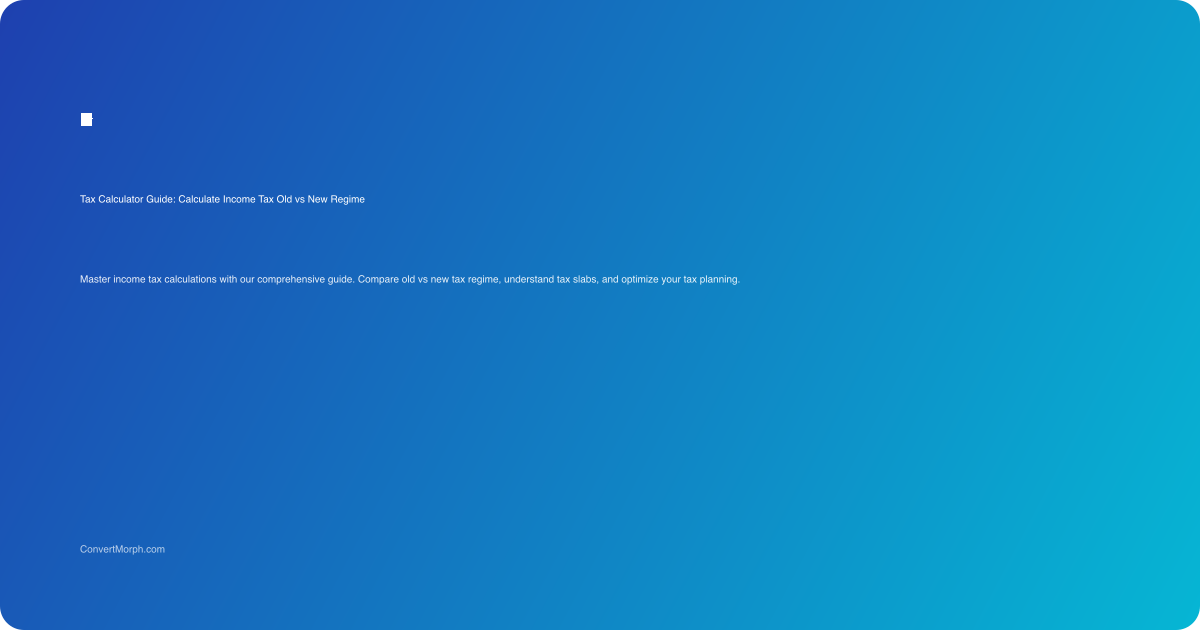 Tax Calculator Guide: Calculate Income Tax Old vs New Regime
Master income tax calculations with our comprehensive guide. Compare old vs new tax regime, understand tax slabs, and optimize your tax planning.
ConvertMorph.com